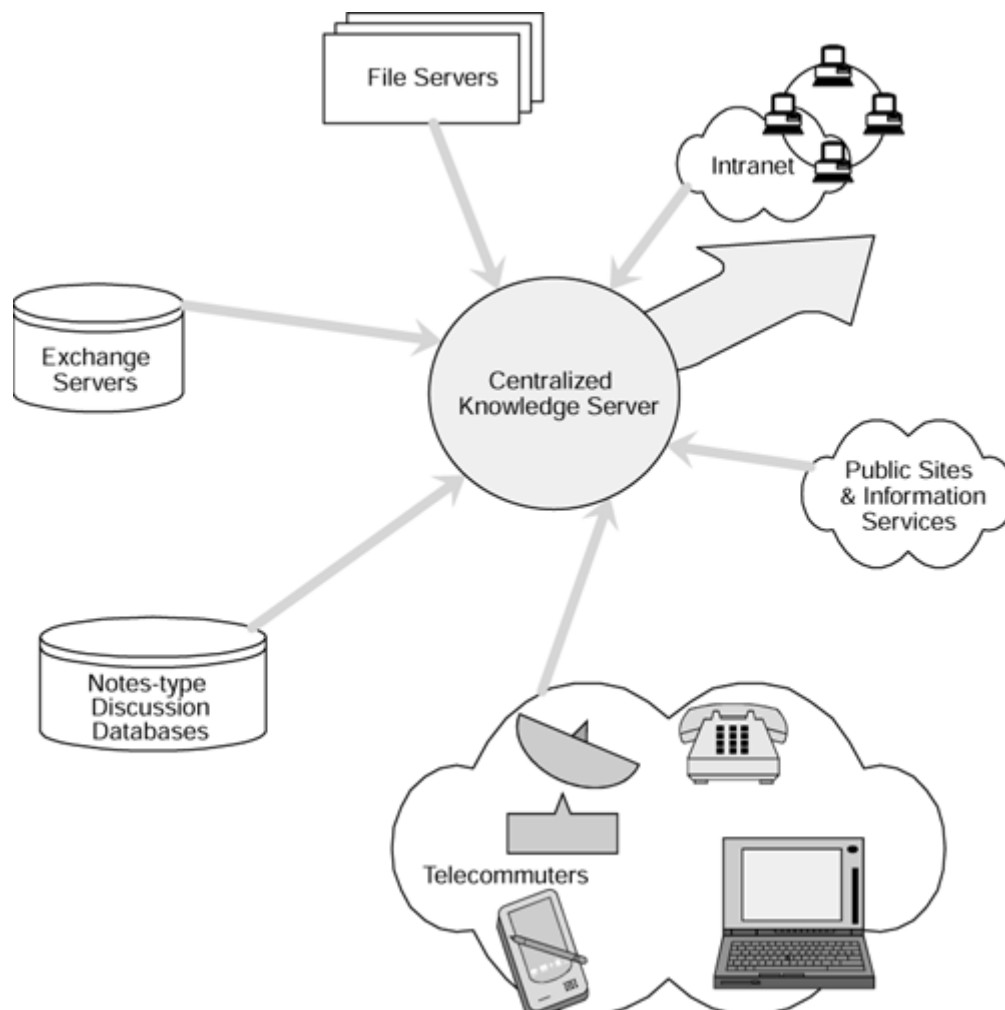 File Servers
Intranet
Exchange
Servers
Centralized
Knowledge Server
Public Sites
& Information
Services
Notes-type
Discussion
Databases
Telecommuters